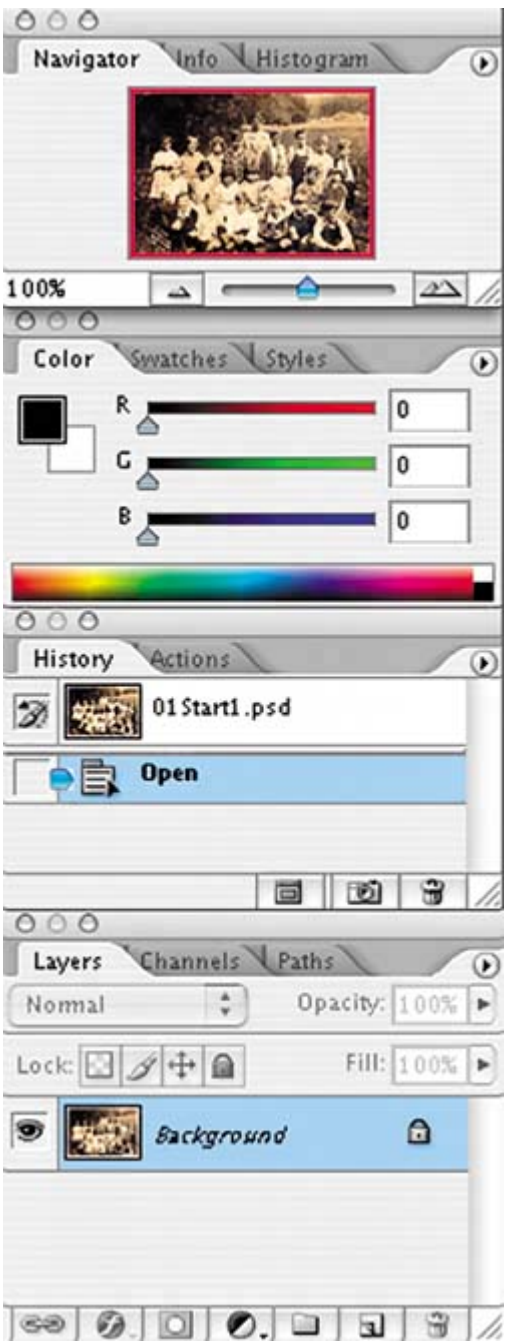 Navigator Info Histogram
100%
Color Swatches Styles
R 0
G 0
B 0
History Actions
01Start1.psd
Open
Layers Channels Paths
Normal Opacity: 100%
Lock: Fill: 100%
Background